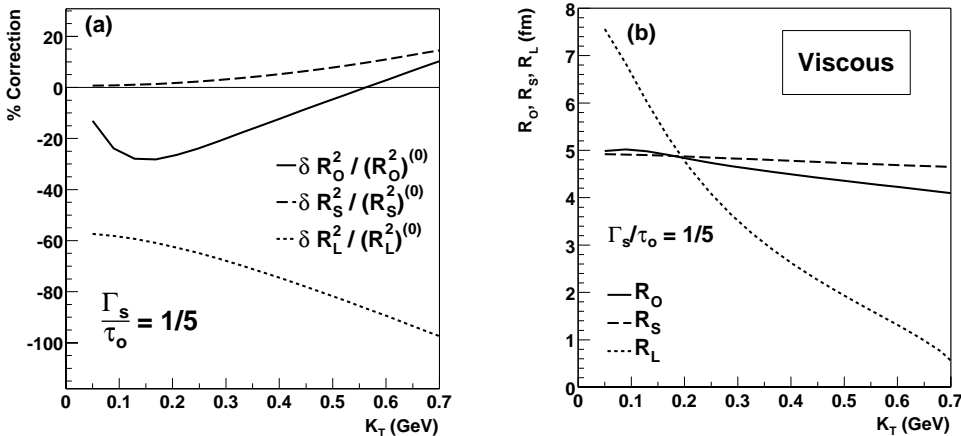 (a)
% Correction
20
0
-20
-40
-60
-80
-100
δ R_O^2 / (R_O^2)^(0)
δ R_S^2 / (R_S^2)^(0)
δ R_L^2 / (R_L^2)^(0)
Γ_s/τ_o = 1/5
0 0.1 0.2 0.3 0.4 0.5 0.6 0.7
K_T (GeV)
(b)
R_O, R_S, R_L (fm)
Viscous
8
7
6
5
4
3
2
1
0
Γ_s/τ_o = 1/5
R_O
R_S
R_L
0 0.1 0.2 0.3 0.4 0.5 0.6 0.7
K_T (GeV)